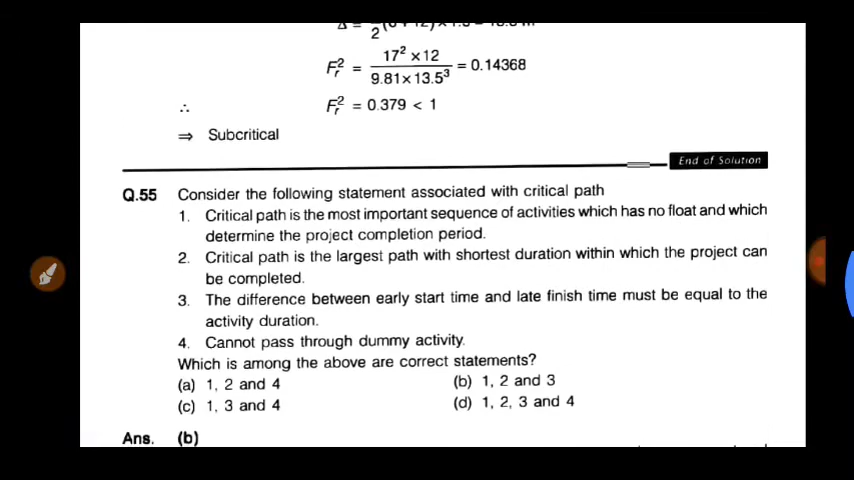 F_r^2 = 17² × 12 / 9.81 × 13.5³ = 0.14368
∴ F_r^2 = 0.379 < 1
⇒ Subcritical
End of Solution
Q.55 Consider the following statement associated with critical path
1. Critical path is the most important sequence of activities which has no float and which
determine the project completion period.
2. Critical path is the largest path with shortest duration within which the project can
be completed.
3. The difference between early start time and late finish time must be equal to the
activity duration.
4. Cannot pass through dummy activity.
Which is among the above are correct statements?
(a) 1, 2 and 4 (b) 1, 2 and 3
(c) 1, 3 and 4 (d) 1, 2, 3 and 4
Ans. (b)